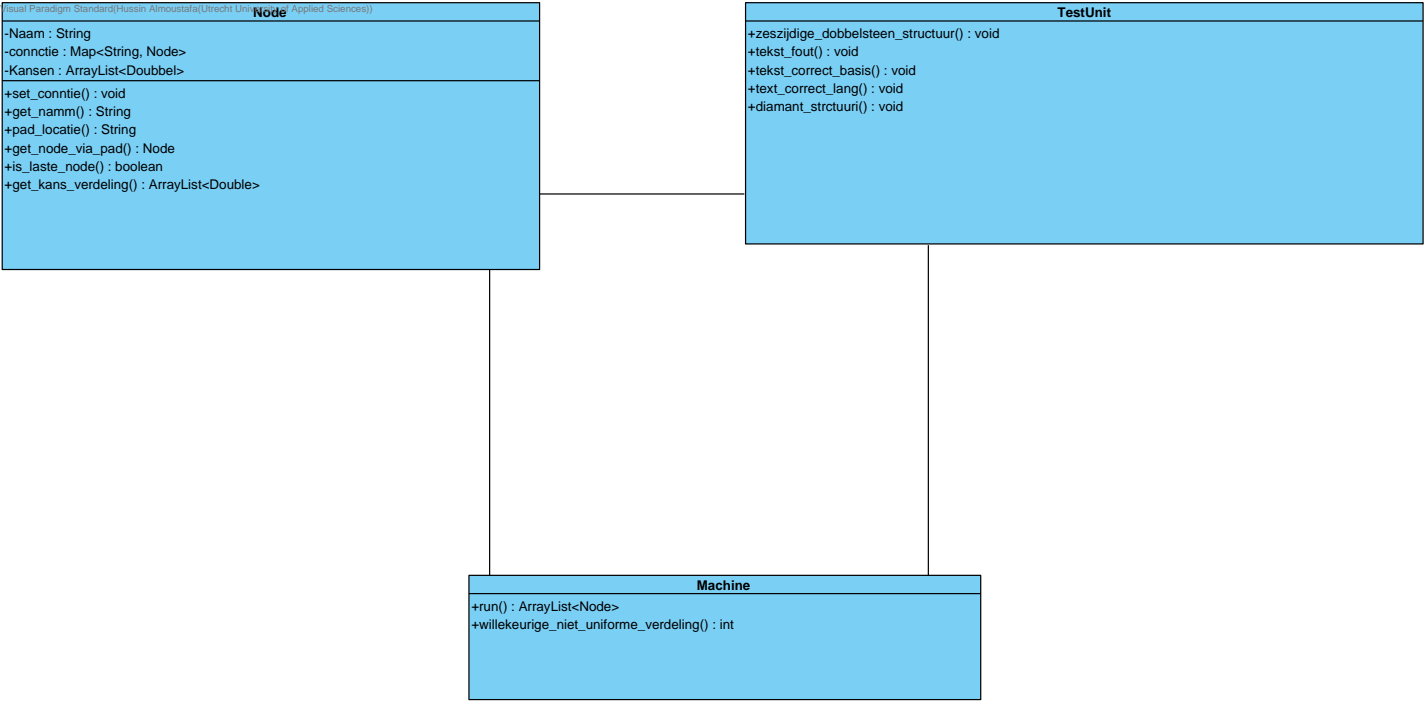 Visual Paradigm Standard(Hussin Almoustafa(Utrecht University of Applied Sciences))
Node
-Naam : String
-connctie : Map<String, Node>
-Kansen : ArrayList<Doubbel>
+set_conntie() : void
+get_namm() : String
+pad_locatie() : String
+get_node_via_pad() : Node
+is_laste_node() : boolean
+get_kans_verdeling() : ArrayList<Double>
TestUnit
+zeszijdige_dobbelsteen_structuur() : void
+tekst_fout() : void
+tekst_correct_basis() : void
+text_correct_lang() : void
+diamant_strctuuri() : void
Machine
+run() : ArrayList<Node>
+willekeurige_niet_uniforme_verdeling() : int